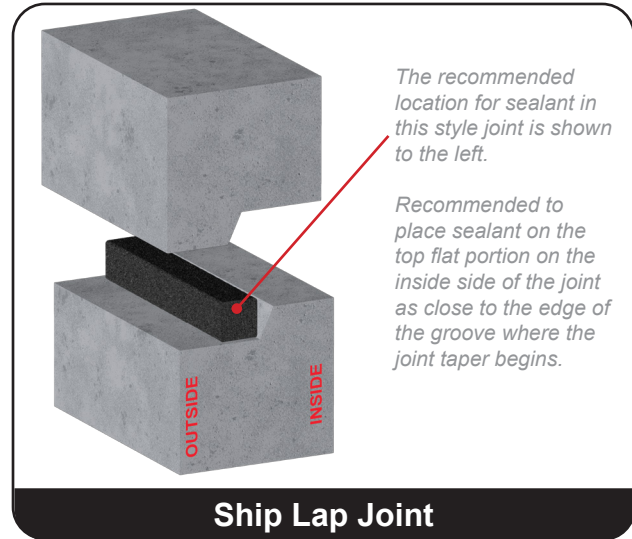 The recommended
location for sealant in
this style joint is shown
to the left.
Recommended to
place sealant on the
top flat portion on the
inside side of the joint
as close to the edge of
the groove where the
joint taper begins.
OUTSIDE
INSIDE
Ship Lap Joint